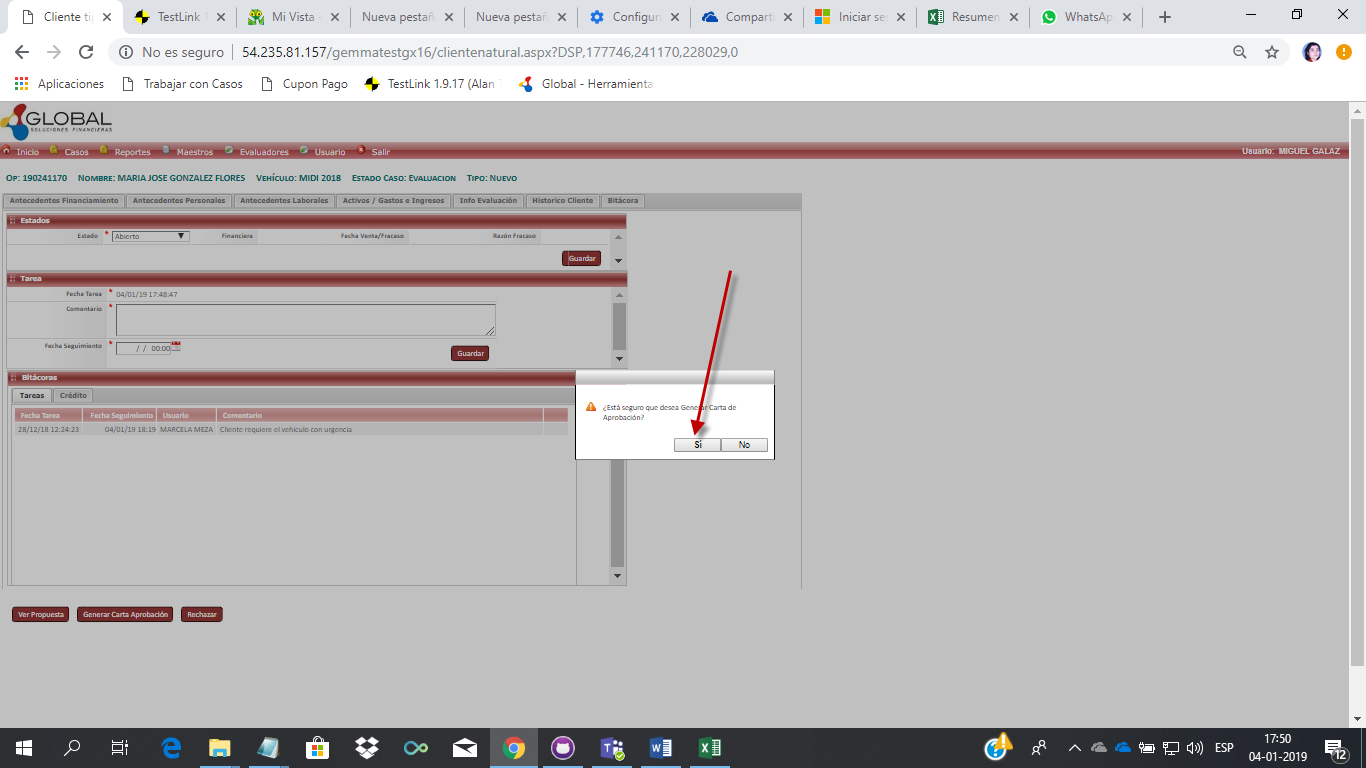 Cliente ti
TestLink 1
Mi Vista -
Nueva pestañ
Nueva pestañ
Configura
Comparti
Iniciar ses
Resumen
WhatsAp
No es seguro | 54.235.81.157/gemmatestgx16/clientenatural.aspx?DSP,177746,241170,228029,0
Aplicaciones
Trabajar con Casos
Cupon Pago
TestLink 1.9.17 (Alan
Global - Herramienta
GLOBAL
SOLUCIONES FINANCIERAS
Inicio Casos Reportes Maestros Evaluadores Usuario Salir
Usuario: MIGUEL GALAZ
OP: 190241170 NOMBRE: MARIA JOSE GONZALEZ FLORES VEHÍCULO: MIDI 2018 ESTADO CASO: EVALUACION TIPO: NUEVO
Antecedentes Financiamiento
Antecedentes Personales
Antecedentes Laborales
Activos / Gastos e Ingresos
Info Evaluación
Historico Cliente
Bitácora
Estados
Estado * Abierto Financiera Fecha Venta/Fracaso Razón Fracaso
Guardar
Tarea
Fecha Tarea * 04/01/19 17:48:47
Comentario *
Fecha Seguimiento * / / 00:00
Guardar
Bitácoras
Tareas Crédito
Fecha Tarea Fecha Seguimiento Usuario Comentario
28/12/18 12:24:23 04/01/19 18:19 MARCELA MEZA Cliente requiere el vehículo con urgencia
¿Está seguro que desea Generar Carta de
Aprobación?
Sí No
Ver Propuesta
Generar Carta Aprobación
Rechazar
ESP
17:50
04-01-2019
12